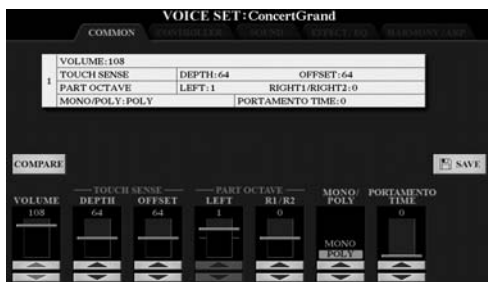 VOICE SET:ConcertGrand
COMMON CONTROLLER SOUND EFFECT/EQ HARMONY/ARP
1
VOLUME:108
TOUCH SENSE DEPTH:64 OFFSET:64
PART OCTAVE LEFT:1 RIGHT1/RIGHT2:0
MONO/POLY:POLY PORTAMENTO TIME:0
COMPARE SAVE
TOUCH SENSE PART OCTAVE MONO/ PORTAMENTO
VOLUME DEPTH OFFSET LEFT R1/R2 POLY TIME
108 64 64 1 0 0
MONO
POLY